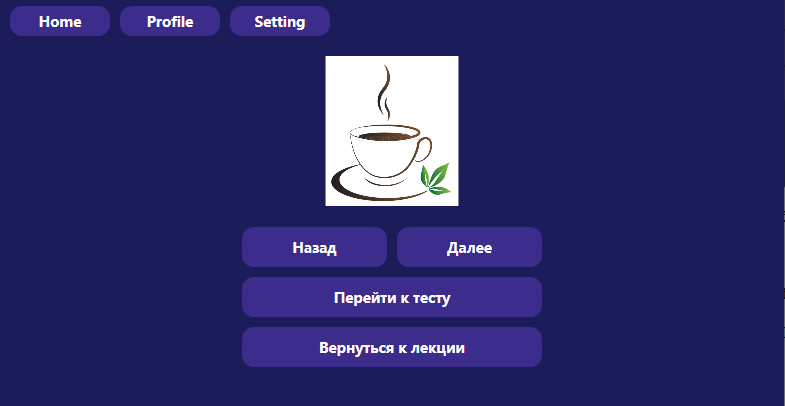 Home Profile Setting
Назад Далее
Перейти к тесту
Вернуться к лекции